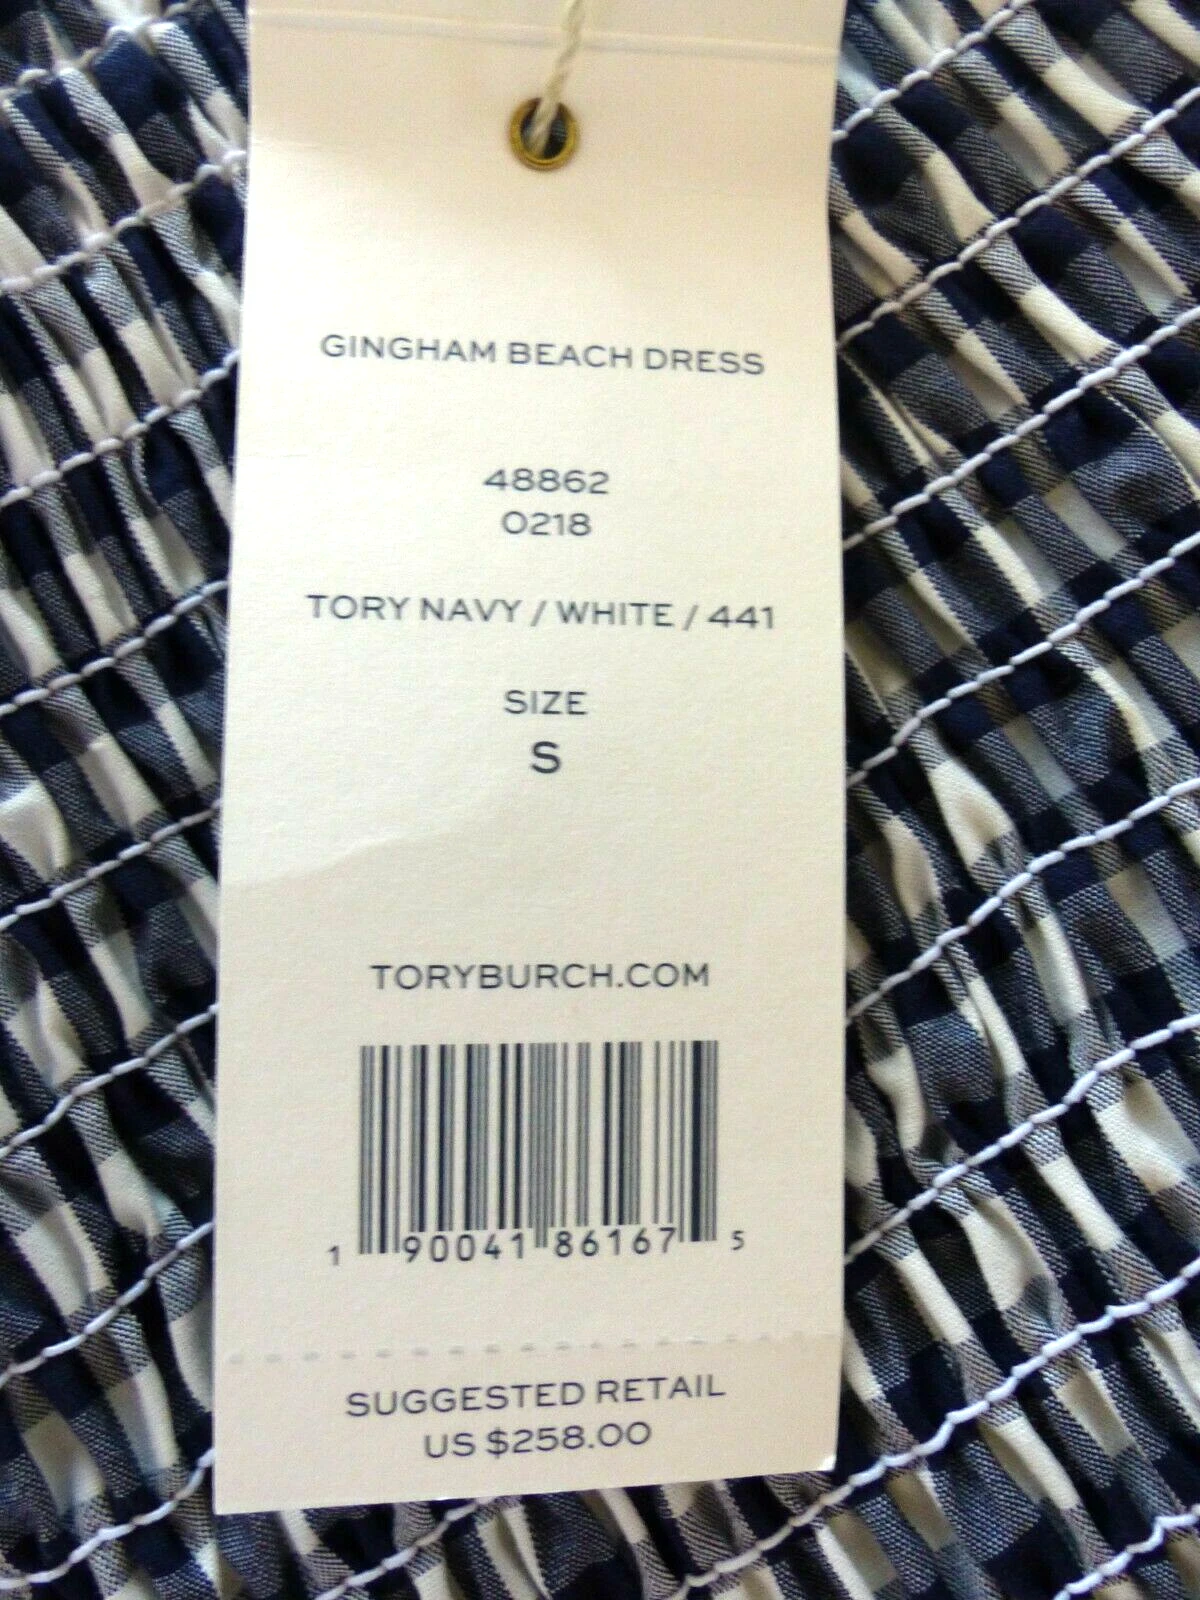 GINGHAM BEACH DRESS
48862
0218
TORY NAVY / WHITE / 441
SIZE
S
TORYBURCH.COM
1 90041 86167 5
SUGGESTED RETAIL
US $258.00